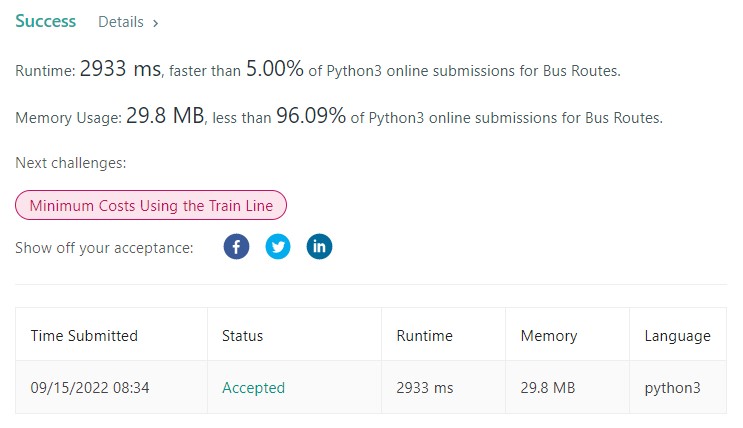 Success Details >
Runtime: 2933 ms, faster than 5.00% of Python3 online submissions for Bus Routes.
Memory Usage: 29.8 MB, less than 96.09% of Python3 online submissions for Bus Routes.
Next challenges:
Minimum Costs Using the Train Line
Show off your acceptance: f in
Time Submitted Status Runtime Memory Language
09/15/2022 08:34 Accepted 2933 ms 29.8 MB python3